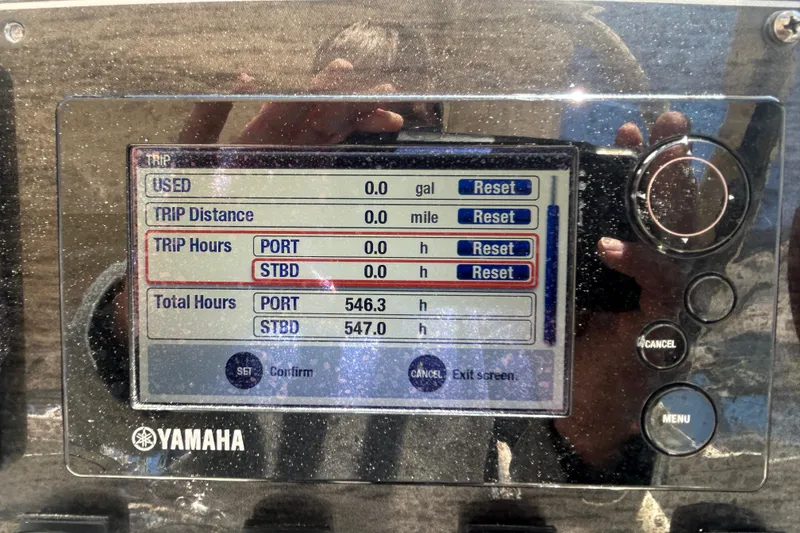 TRIP
USED 0.0 gal Reset
TRIP Distance 0.0 mile Reset
TRIP Hours PORT 0.0 h Reset
STBD 0.0 h Reset
Total Hours PORT 546.3 h
STBD 547.0 h
SET Confirm CANCEL Exit screen.
CANCEL
MENU
YAMAHA